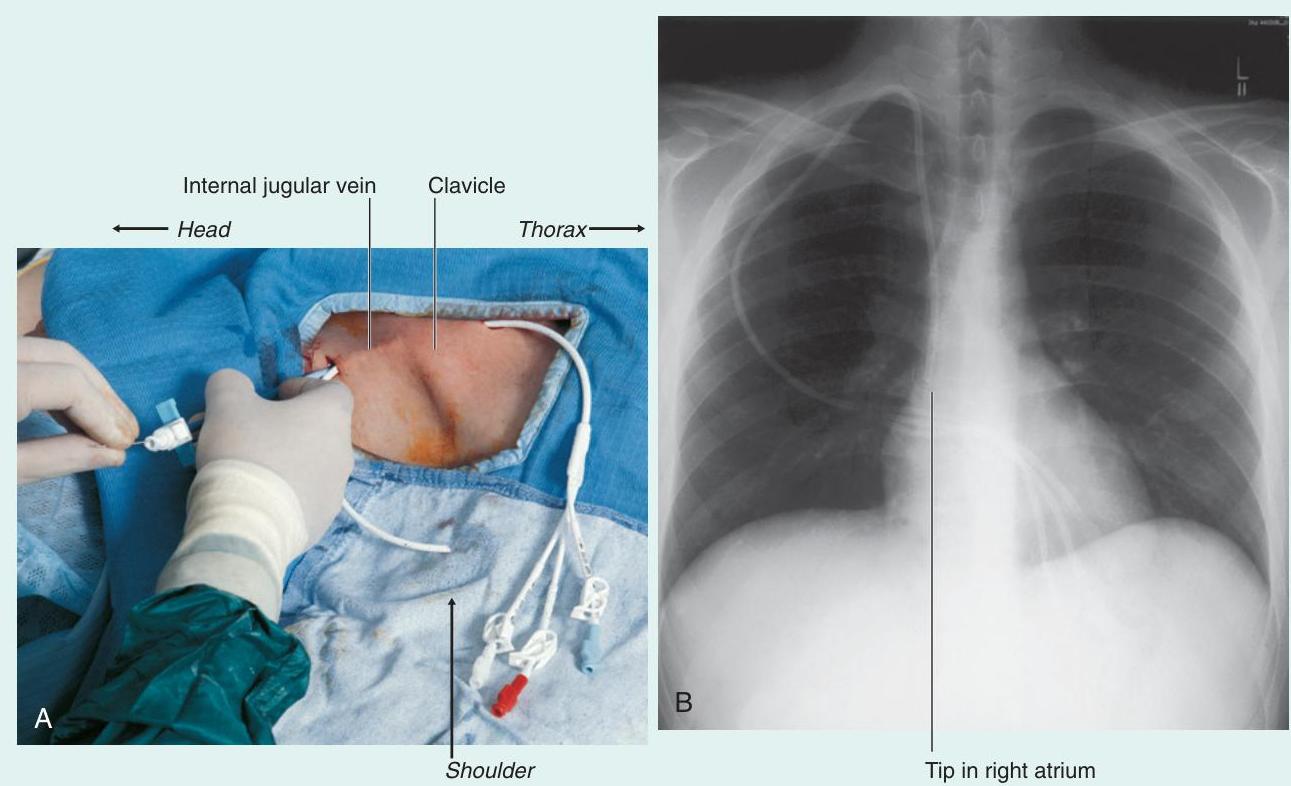 Internal jugular vein
Clavicle
Head
Thorax
A
Shoulder
L
B
Tip in right atrium